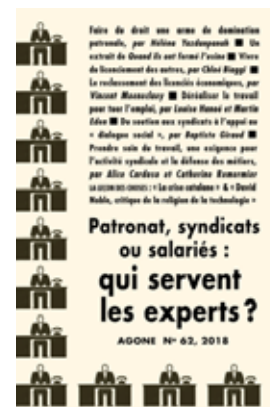 Faire de droit une arme de domination
patronale, par Hélène Yazdanpanah ■ Un
extrait de Quand ils ont fermé l'usine ■ Vivre
du licenciement des autres, par Chloé Biaggi ■
Le reclassement des licenciés économiques, par
Vincent ■ Déréaliser le travail
pour tout l'emploi, par Louise et Martin
Eden ■ Du soutien aux syndicats à l'appel au
« dialogue social », par Baptiste Giraud ■
Prendre soin du travail, une exigence pour
l'activité syndicale et la défense des métiers,
par Alice Cardoso et Catherine Remermier
LA LEÇON DES CHOSES : « La crise catalane » & « David
Noble, critique de la religion de la technologie »
Patronat, syndicats
ou salariés :
qui servent
les experts ?
AGONE N° 62, 2018